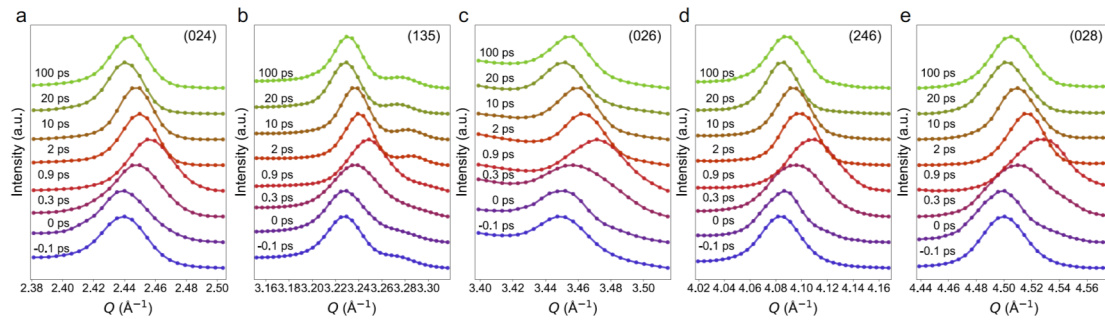 a
Intensity (a.u.)
(024)
100 ps
20 ps
10 ps
2 ps
0.9 ps
0.3 ps
0 ps
-0.1 ps
2.38 2.40 2.42 2.44 2.46 2.48 2.50
Q (Å⁻¹)
b
Intensity (a.u.)
(135)
100 ps
20 ps
10 ps
2 ps
0.9 ps
0.3 ps
0 ps
-0.1 ps
3.16 3.18 3.20 3.22 3.24 3.26 3.28 3.30
Q (Å⁻¹)
c
Intensity (a.u.)
(026)
100 ps
20 ps
10 ps
2 ps
0.9 ps
0.3 ps
0 ps
-0.1 ps
3.40 3.42 3.44 3.46 3.48 3.50
Q (Å⁻¹)
d
Intensity (a.u.)
(246)
100 ps
20 ps
10 ps
2 ps
0.9 ps
0.3 ps
0 ps
-0.1 ps
4.02 4.04 4.06 4.08 4.10 4.12 4.14 4.16
Q (Å⁻¹)
e
Intensity (a.u.)
(028)
100 ps
20 ps
10 ps
2 ps
0.9 ps
0.3 ps
0 ps
-0.1 ps
4.44 4.46 4.48 4.50 4.52 4.54 4.56
Q (Å⁻¹)